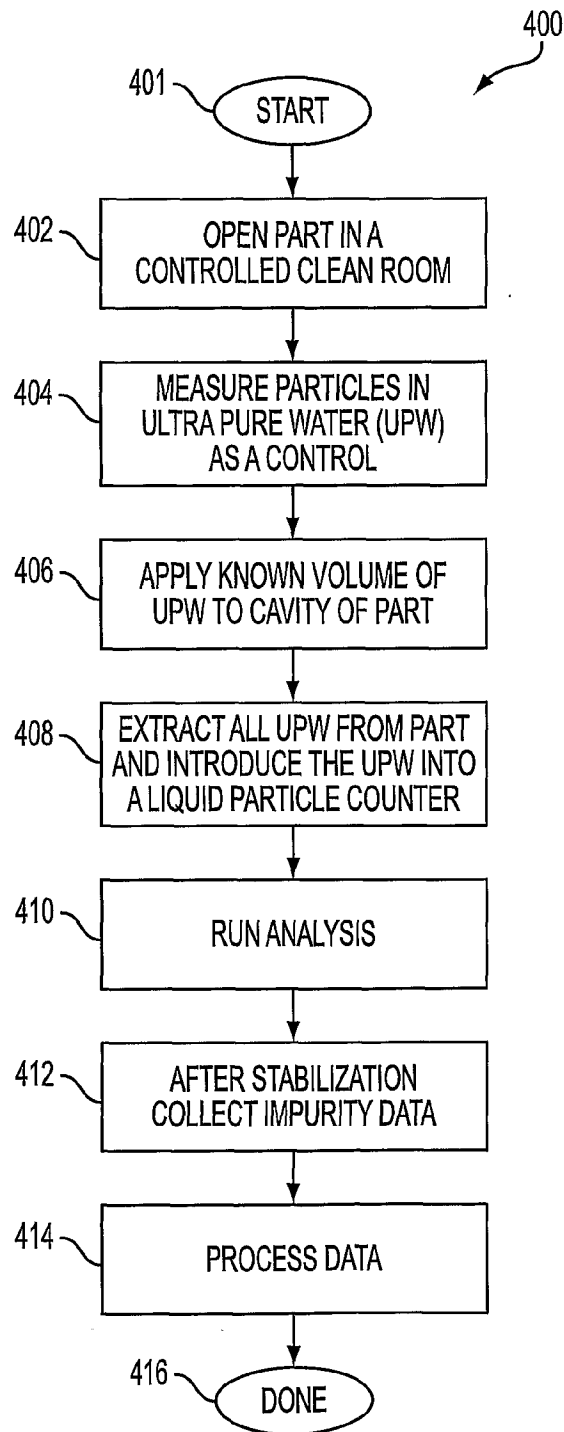 400
401
START
402
OPEN PART IN A
CONTROLLED CLEAN ROOM
404
MEASURE PARTICLES IN
ULTRA PURE WATER (UPW)
AS A CONTROL
406
APPLY KNOWN VOLUME OF
UPW TO CAVITY OF PART
408
EXTRACT ALL UPW FROM PART
AND INTRODUCE THE UPW INTO
A LIQUID PARTICLE COUNTER
410
RUN ANALYSIS
412
AFTER STABILIZATION
COLLECT IMPURITY DATA
414
PROCESS DATA
416
DONE